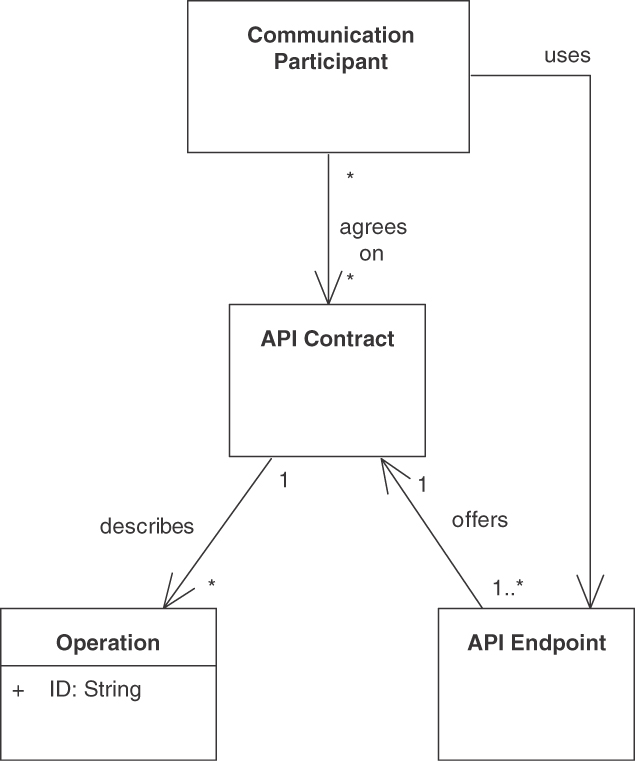 Communication
Participant
uses
*
agrees
on
*
API Contract
1
1
describes
offers
*
1..*
Operation
API Endpoint
+ ID: String